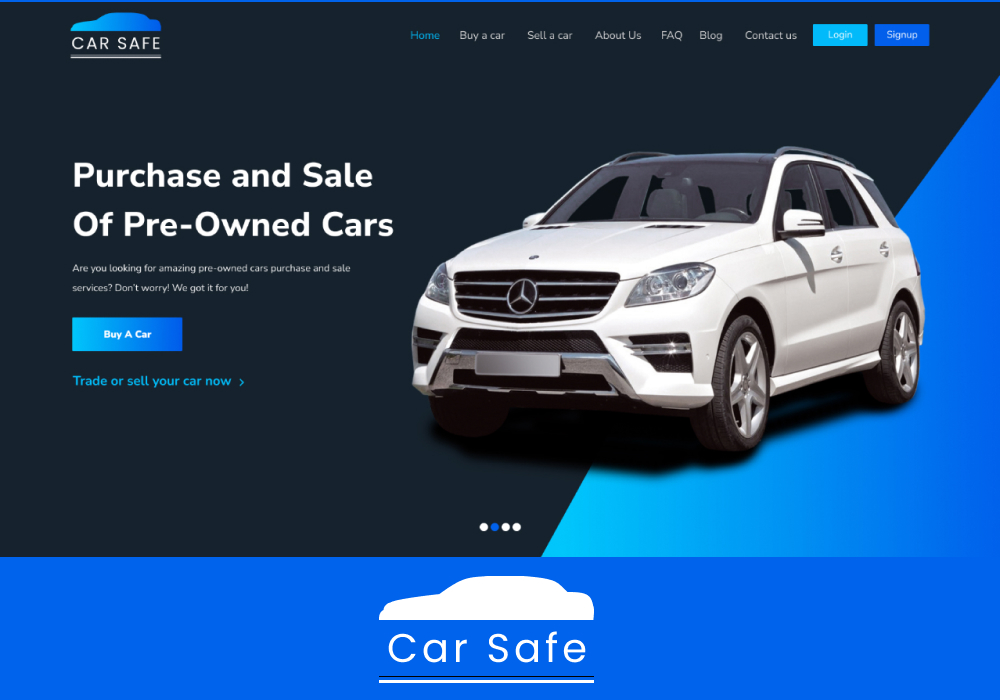 CAR SAFE
Home Buy a car Sell a car About Us FAQ Blog Contact us Login Signup
Purchase and Sale
Of Pre-Owned Cars
Are you looking for amazing pre-owned cars purchase and sale
services? Don't worry! We got it for you!
Buy A Car
Trade or sell your car now >
Car Safe